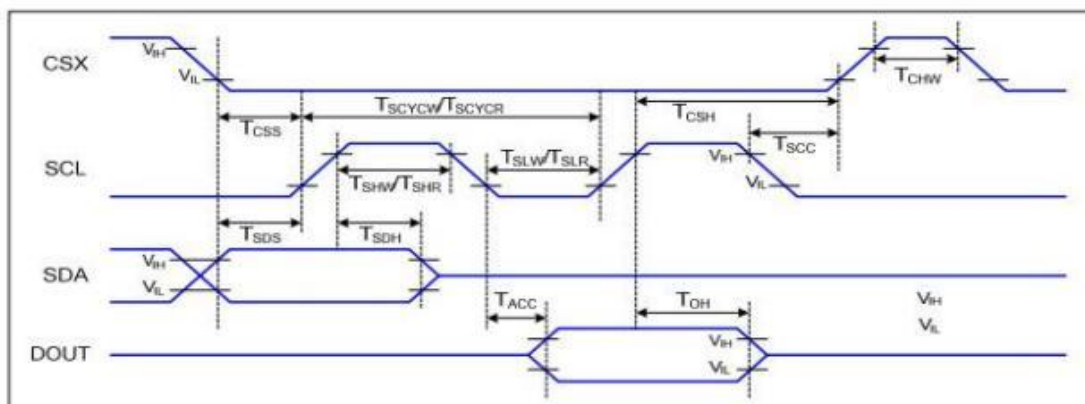 CSX
VIH
VIL
TCHW
TSCYCW/TSCYCR
TCSS
TCSH
TSCC
SCL
TSLW/TSLR
VIH
TSHW/TSHR
VIL
TSDS
TSDH
SDA
VIH
VIL
TACC
TOH
VIH
VIL
DOUT
VIH
VIL